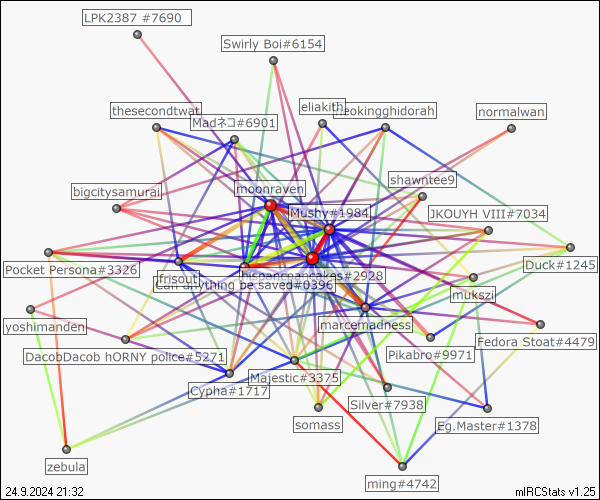 LPK2387 #7690
Swirly Boi#6154
thesecondtwat
eliakith
neokingghidorah
normalwan
Madネコ#6901
shawntee9
moonraven
bigcitysamurai
Mushy#1984
JKOUYH VIII#7034
Pocket Persona#3326
Duck#1245
jfrisout
hispancpancakes#2928
Can anything be saved#0396
mukszi
yoshimanden
marcemadness
DacobDacob hORNY police#5271
Pikabro#9971
Fedora Stoat#4479
Majestic#3375
Cypha#1717
Silver#7938
somass
Eg.Master#1378
zebula
ming#4742
24.9.2024 21:32
mIRCStats v1.25